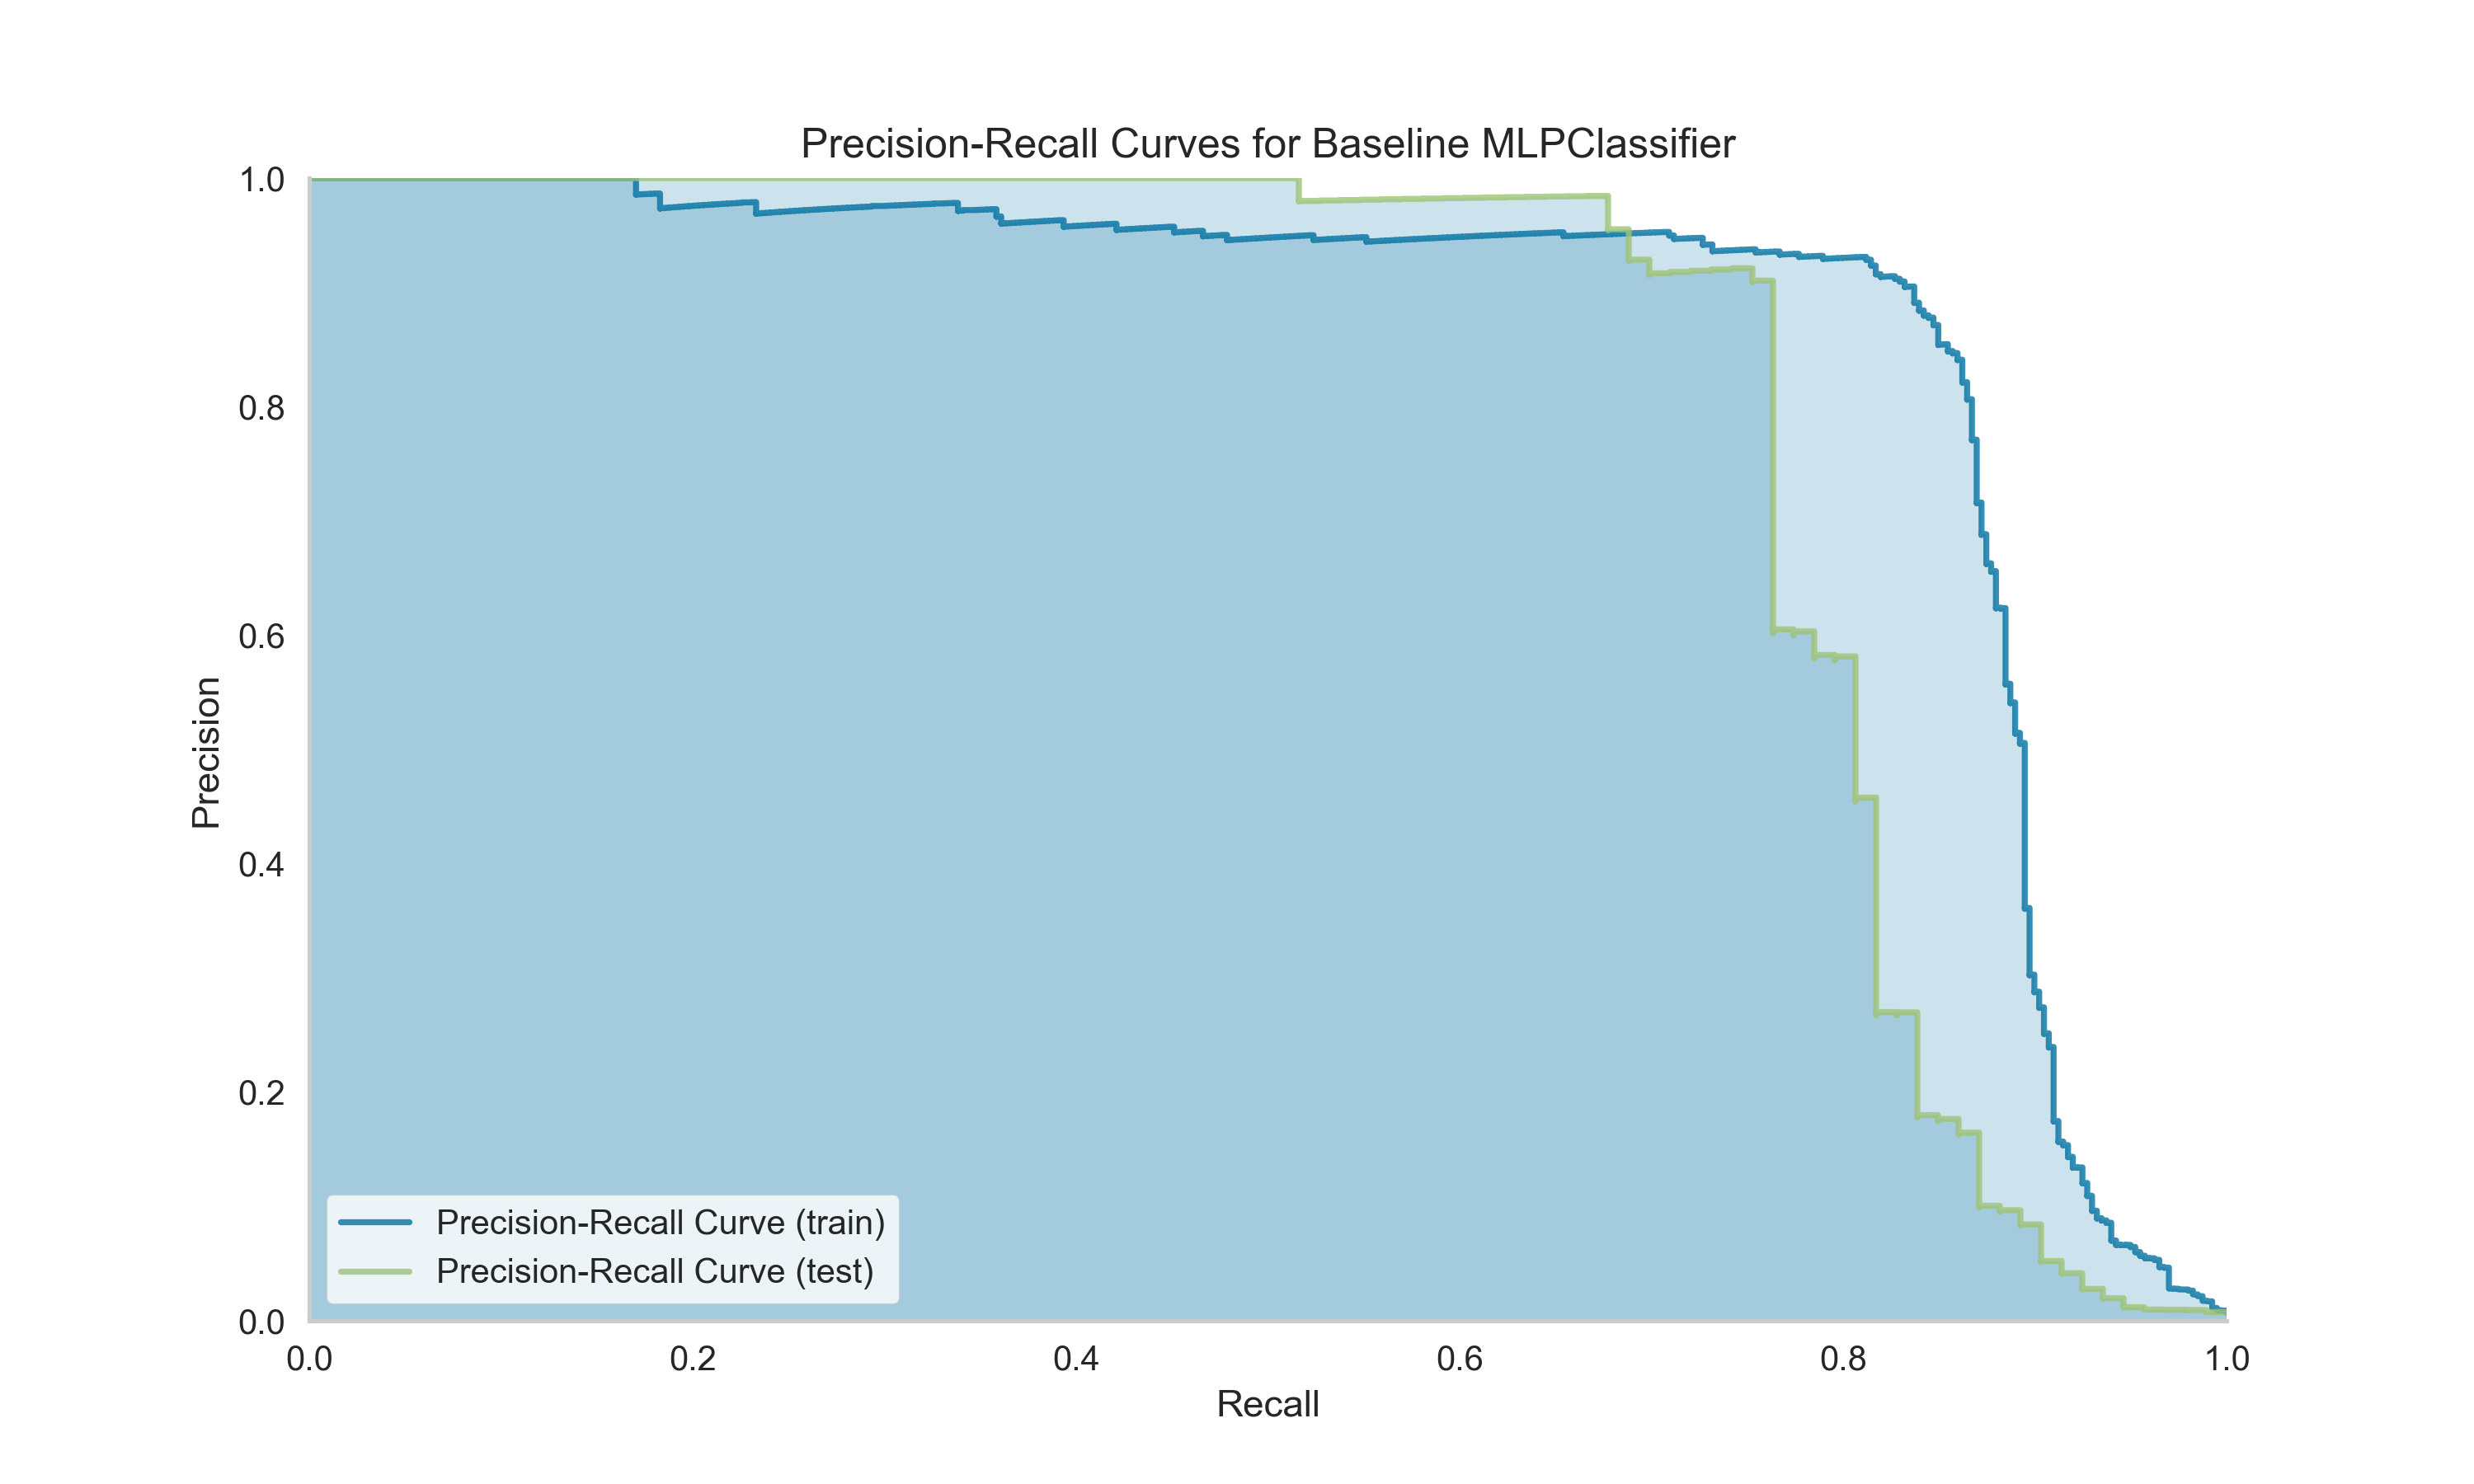 Precision-Recall Curves for Baseline MLPClassifier
1.0
0.8
0.6
0.4
0.2
0.0
Precision
Precision-Recall Curve (train)
Precision-Recall Curve (test)
0.0 0.2 0.4 0.6 0.8 1.0
Recall